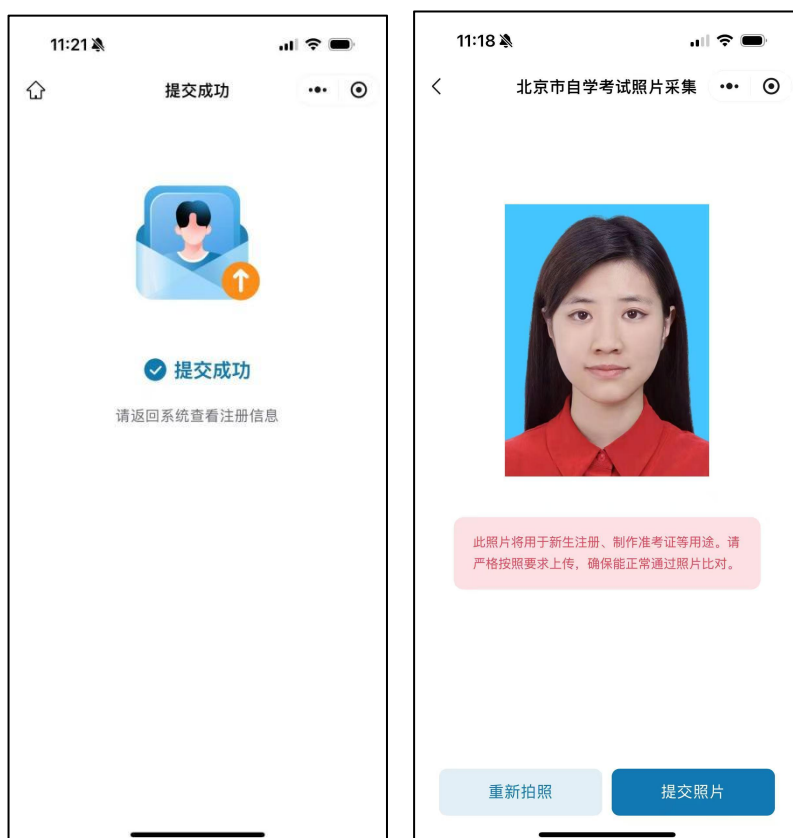 11:21
提交成功
提交成功
请返回系统查看注册信息
11:18
北京市自学考试照片采集
此照片将用于新生注册、制作准考证等用途。请
严格按照要求上传，确保能正常通过照片比对。
重新拍照
提交照片